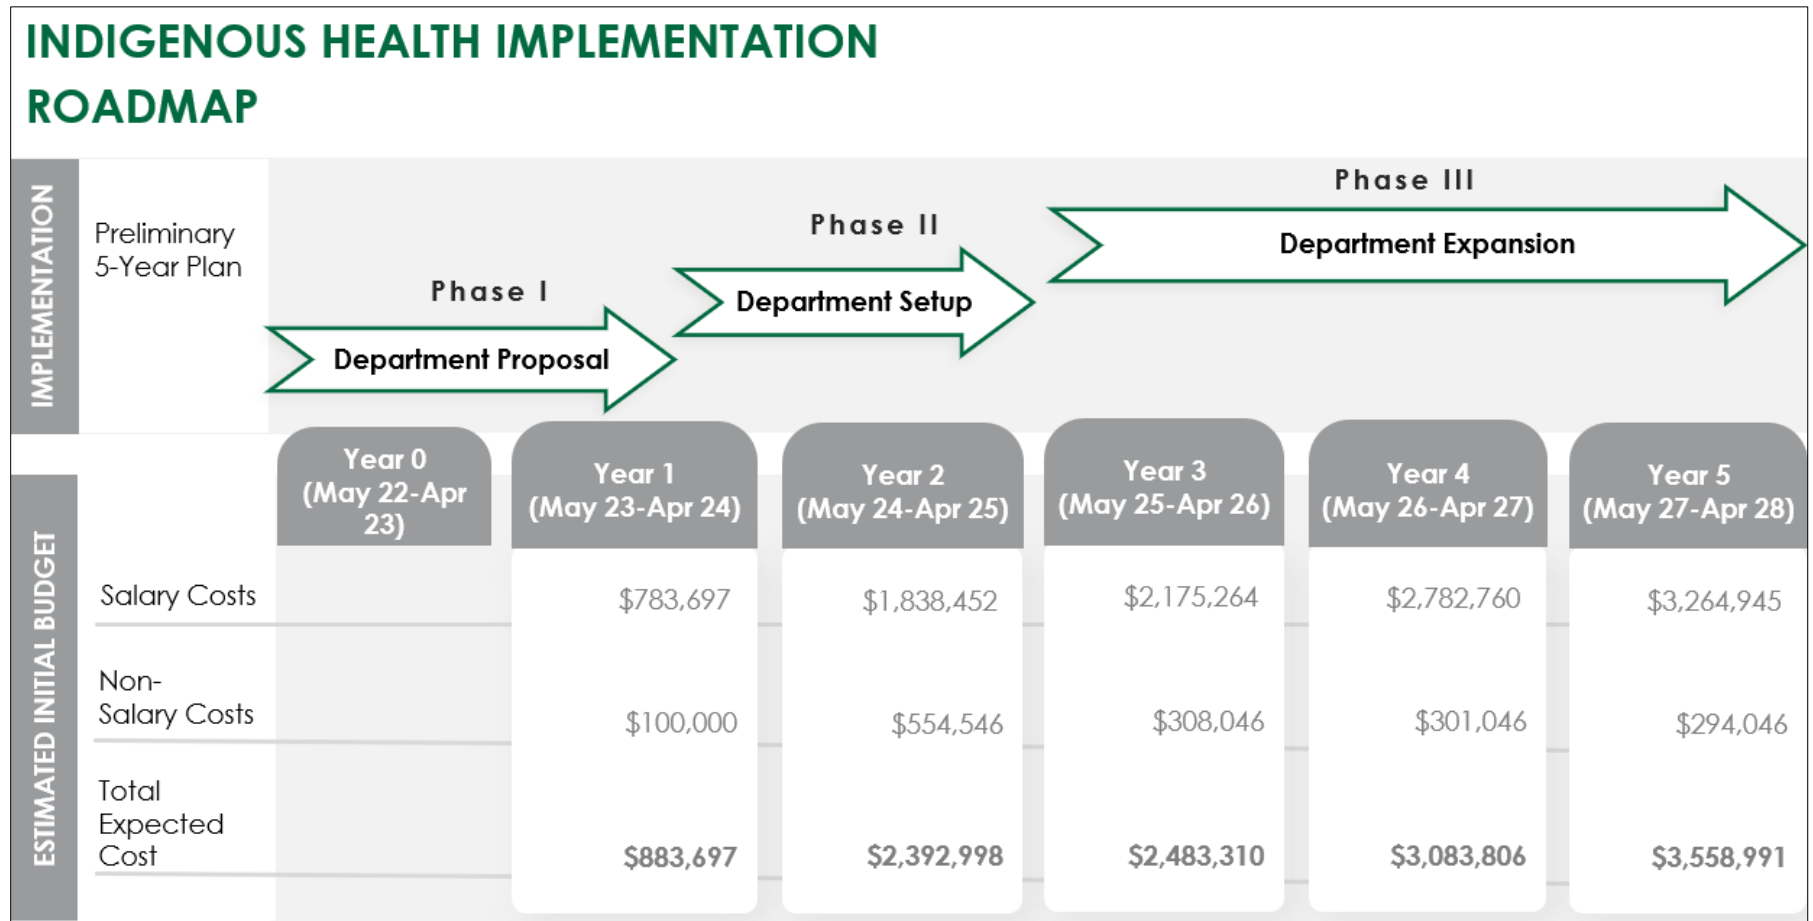 INDIGENOUS HEALTH IMPLEMENTATION
ROADMAP
IMPLEMENTATION
Preliminary
5-Year Plan
Phase I
Department Proposal
Phase II
Department Setup
Phase III
Department Expansion
ESTIMATED INITIAL BUDGET
Year 0
(May 22-Apr
23)
Year 1
(May 23-Apr 24)
Year 2
(May 24-Apr 25)
Year 3
(May 25-Apr 26)
Year 4
(May 26-Apr 27)
Year 5
(May 27-Apr 28)
Salary Costs
$783,697
$1,838,452
$2,175,264
$2,782,760
$3,264,945
Non-
Salary Costs
$100,000
$554,546
$308,046
$301,046
$294,046
Total
Expected
Cost
$883,697
$2,392,998
$2,483,310
$3,083,806
$3,558,991